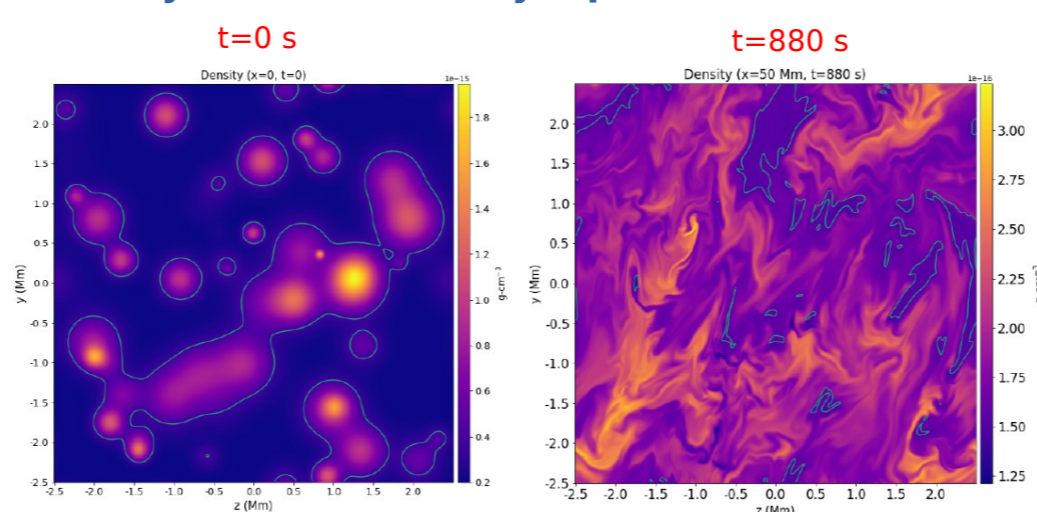 t=0 s
t=880 s
Density (x=0, t=0)
1e−15
2.0
1.5
1.0
0.5
0.0
-0.5
-1.0
-1.5
-2.0
-2.5
y (Mm)
-2.5 -2.0 -1.5 -1.0 -0.5 0.0 0.5 1.0 1.5 2.0
z (Mm)
1.8
1.6
1.4
1.2
1.0
0.8
0.6
0.4
0.2
g·cm⁻³
Density (x=50 Mm, t=880 s)
1e−16
2.0
1.5
1.0
0.5
0.0
-0.5
-1.0
-1.5
-2.0
-2.5
y (Mm)
-2.5 -2.0 -1.5 -1.0 -0.5 0.0 0.5 1.0 1.5 2.0
z (Mm)
3.00
2.75
2.50
2.25
2.00
1.75
1.50
1.25